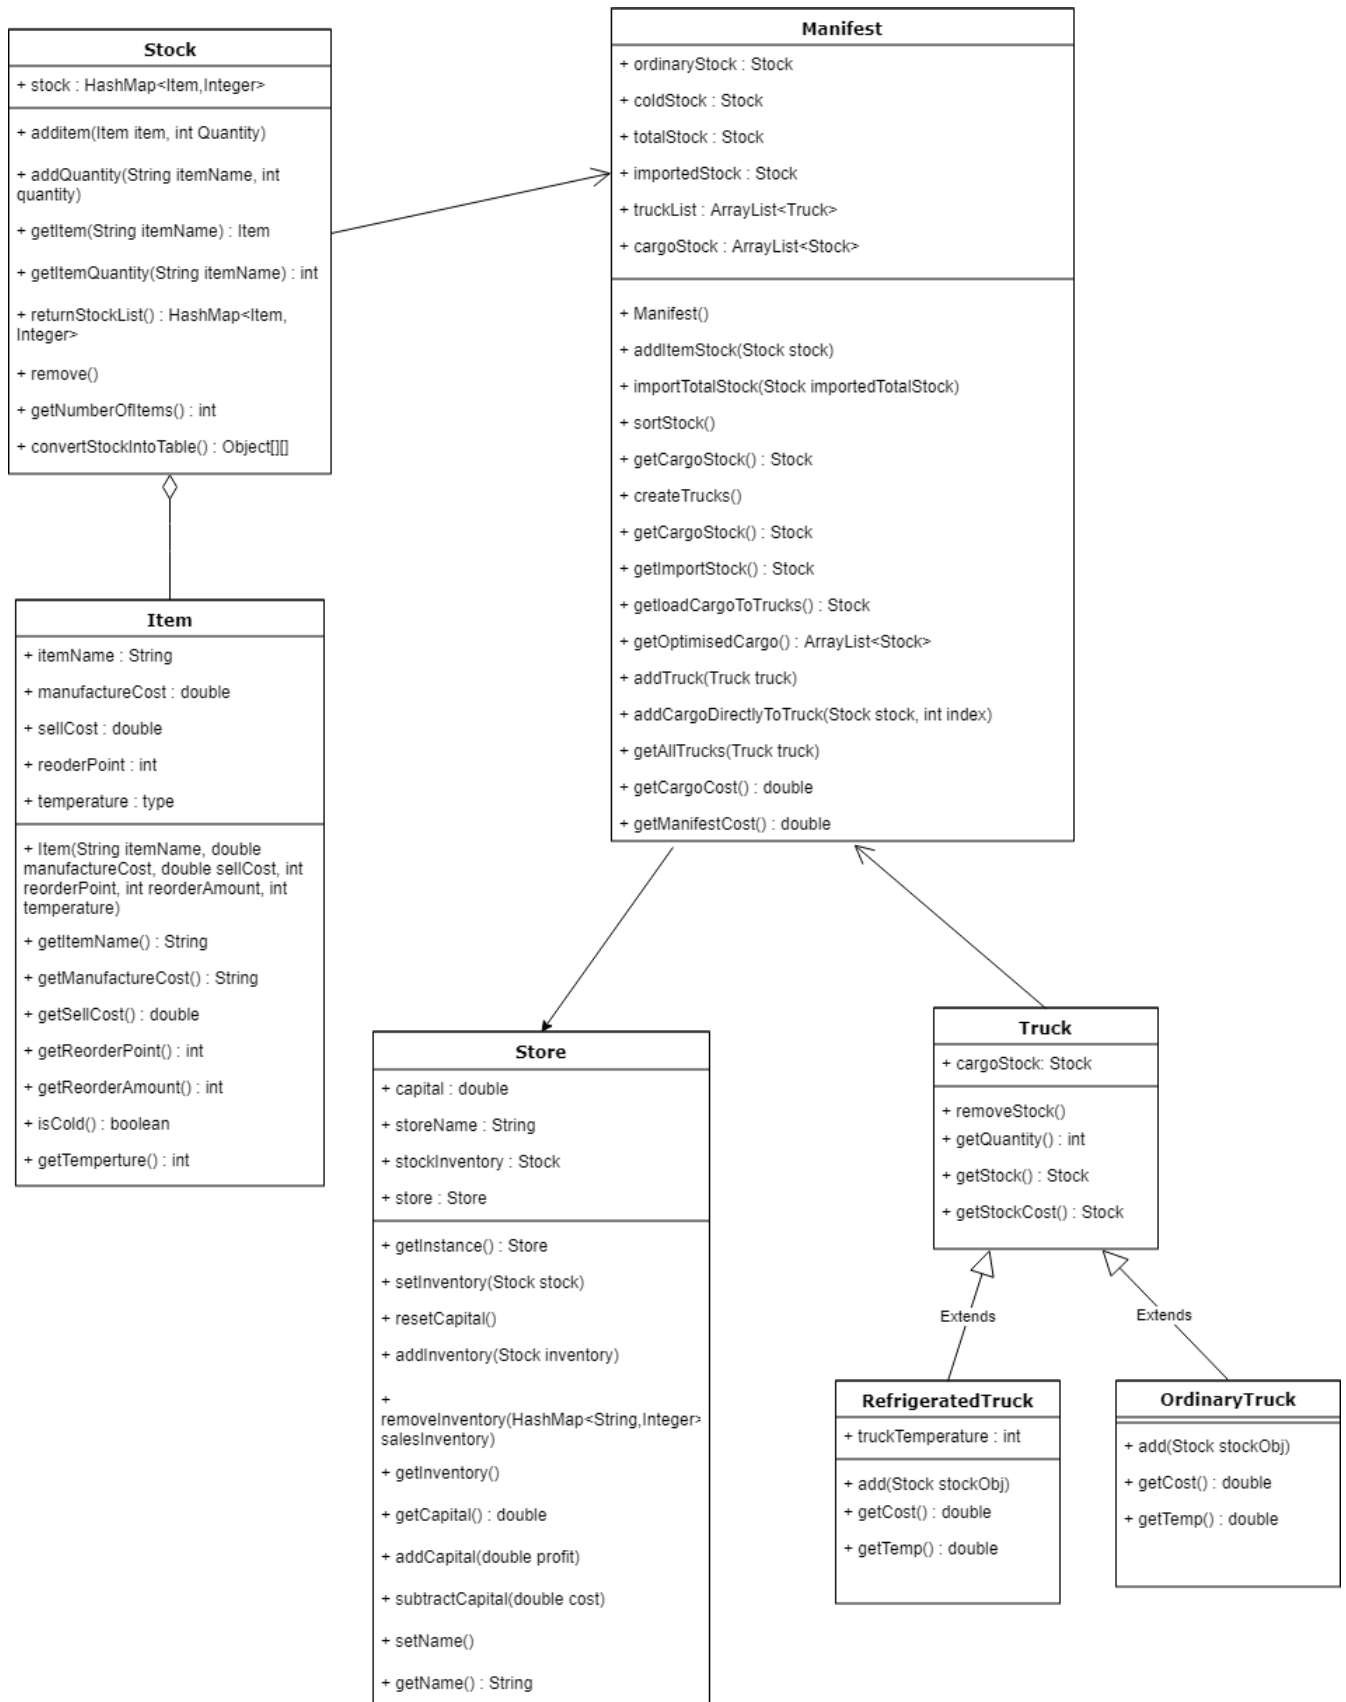 Stock
+ stock : HashMap<Item,Integer>
+ additem(Item item, int Quantity)
+ addQuantity(String itemName, int
quantity)
+ getItem(String itemName) : Item
+ getItemQuantity(String itemName) : int
+ returnStockList() : HashMap<Item,
Integer>
+ remove()
+ getNumberOfItems() : int
+ convertStockIntoTable() : Object[][]
Manifest
+ ordinaryStock : Stock
+ coldStock : Stock
+ totalStock : Stock
+ importedStock : Stock
+ truckList : ArrayList<Truck>
+ cargoStock : ArrayList<Stock>
+ Manifest()
+ addItemStock(Stock stock)
+ importTotalStock(Stock importedTotalStock)
+ sortStock()
+ getCargoStock() : Stock
+ createTrucks()
+ getCargoStock() : Stock
+ getImportStock() : Stock
+ getloadCargoToTrucks() : Stock
+ getOptimisedCargo() : ArrayList<Stock>
+ addTruck(Truck truck)
+ addCargoDirectlyToTruck(Stock stock, int index)
+ getAllTrucks(Truck truck)
+ getCargoCost() : double
+ getManifestCost() : double
Item
+ itemName : String
+ manufactureCost : double
+ sellCost : double
+ reoderPoint : int
+ temperature : type
+ Item(String itemName, double
manufactureCost, double sellCost, int
reorderPoint, int reorderAmount, int
temperature)
+ getItemName() : String
+ getManufactureCost() : String
+ getSellCost() : double
+ getReorderPoint() : int
+ getReorderAmount() : int
+ isCold() : boolean
+ getTemperture() : int
Store
+ capital : double
+ storeName : String
+ stockInventory : Stock
+ store : Store
+ getInstance() : Store
+ setInventory(Stock stock)
+ resetCapital()
+ addInventory(Stock inventory)
+
removeInventory(HashMap<String,Integer>
salesInventory)
+ getInventory()
+ getCapital() : double
+ addCapital(double profit)
+ subtractCapital(double cost)
+ setName()
+ getName() : String
Truck
+ cargoStock: Stock
+ removeStock()
+ getQuantity() : int
+ getStock() : Stock
+ getStockCost() : Stock
Extends
Extends
RefrigeratedTruck
+ truckTemperature : int
+ add(Stock stockObj)
+ getCost() : double
+ getTemp() : double
OrdinaryTruck
+ add(Stock stockObj)
+ getCost() : double
+ getTemp() : double